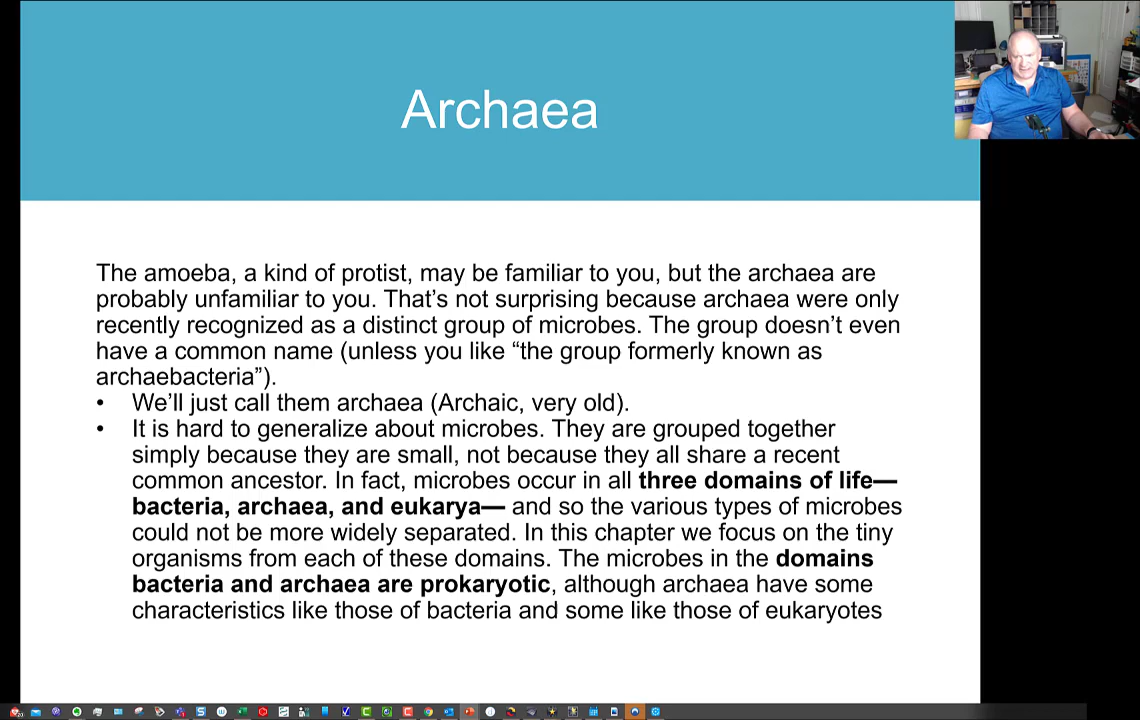 Archaea
The amoeba, a kind of protist, may be familiar to you, but the archaea are
probably unfamiliar to you. That’s not surprising because archaea were only
recently recognized as a distinct group of microbes. The group doesn’t even
have a common name (unless you like “the group formerly known as
archaebacteria”).
• We’ll just call them archaea (Archaic, very old).
• It is hard to generalize about microbes. They are grouped together
simply because they are small, not because they all share a recent
common ancestor. In fact, microbes occur in all three domains of life—
bacteria, archaea, and eukarya— and so the various types of microbes
could not be more widely separated. In this chapter we focus on the tiny
organisms from each of these domains. The microbes in the domains
bacteria and archaea are prokaryotic, although archaea have some
characteristics like those of bacteria and some like those of eukaryotes